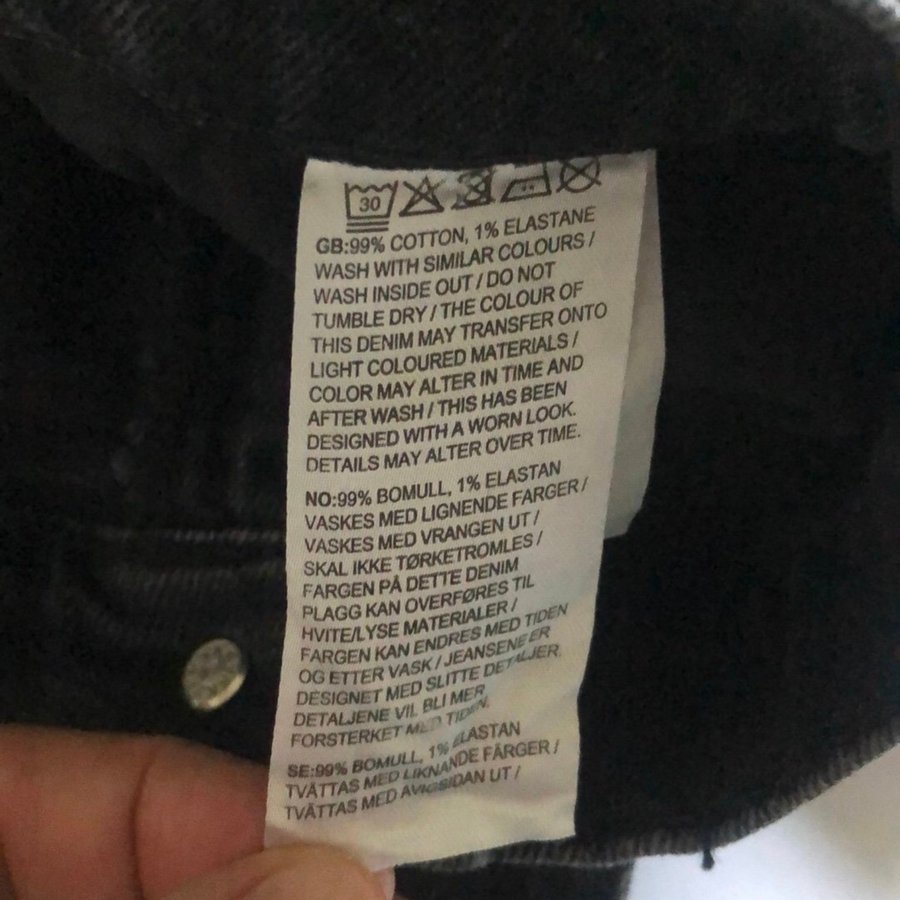 30
GB:99% COTTON, 1% ELASTANE
WASH WITH SIMILAR COLOURS /
WASH INSIDE OUT / DO NOT
TUMBLE DRY / THE COLOUR OF
THIS DENIM MAY TRANSFER ONTO
LIGHT COLOURED MATERIALS /
COLOR MAY ALTER IN TIME AND
AFTER WASH / THIS HAS BEEN
DESIGNED WITH A WORN LOOK.
DETAILS MAY ALTER OVER TIME.
NO:99% BOMULL, 1% ELASTAN
VASKES MED LIGNENDE FARGER /
VASKES MED VRANGEN UT /
SKAL IKKE TØRKETROMLES /
FARGEN PÅ DETTE DENIM
PLAGG KAN OVERFØRES TIL
HVITE/LYSE MATERIALER /
FARGEN KAN ENDRES MED TIDEN
OG ETTER VASK / JEANSENE ER
DESIGNET MED SLITTE DETALJER.
DETALJENE VIL BLI MER
FORSTERKET MED TIDEN.
SE:99% BOMULL, 1% ELASTAN
TVÄTTAS MED LIKNANDE FÄRGER /
TVÄTTAS MED AVIGSIDAN UT /